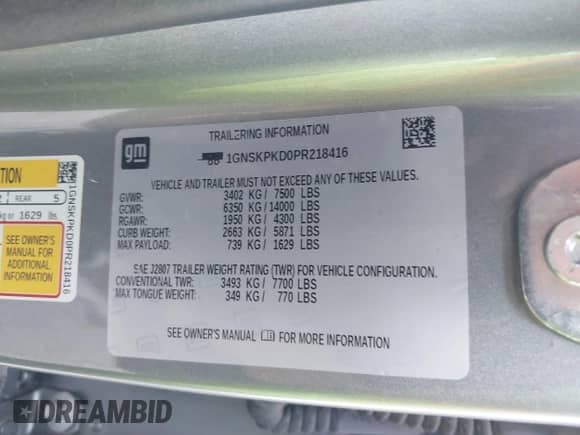 gm
TRAILERING INFORMATION
1GNSKPKD0PR218416
VEHICLE AND TRAILER MUST NOT EXCEED ANY OF THESE VALUES.
GVWR: 3402 KG / 7500 LBS
GCWR: 6350 KG / 14000 LBS
RGAWR: 1950 KG / 4300 LBS
CURB WEIGHT: 2663 KG / 5871 LBS
MAX PAYLOAD: 739 KG / 1629 LBS
SAE J2807 TRAILER WEIGHT RATING (TWR) FOR VEHICLE CONFIGURATION.
CONVENTIONAL TWR: 3493 KG / 7700 LBS
MAX TONGUE WEIGHT: 349 KG / 770 LBS
SEE OWNER'S MANUAL FOR MORE INFORMATION
REAR 5
kg or 1629 lbs.
SEE OWNER'S
MANUAL FOR
ADDITIONAL
INFORMATION
1GNSKPKD0PR218416
DREAMBID